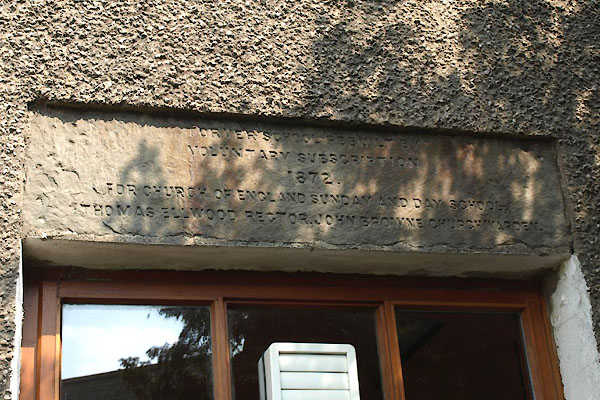 TORVER SCHOOL REBUILT BY
VOLUNTARY SUBSCRIPTION
1872.
FOR CHURCH OF ENGLAND SUNDAY AND DAY SCHOOL
THOMAS ELLWOOD RECTOR. JOHN BROWNE CHURCHWARDEN